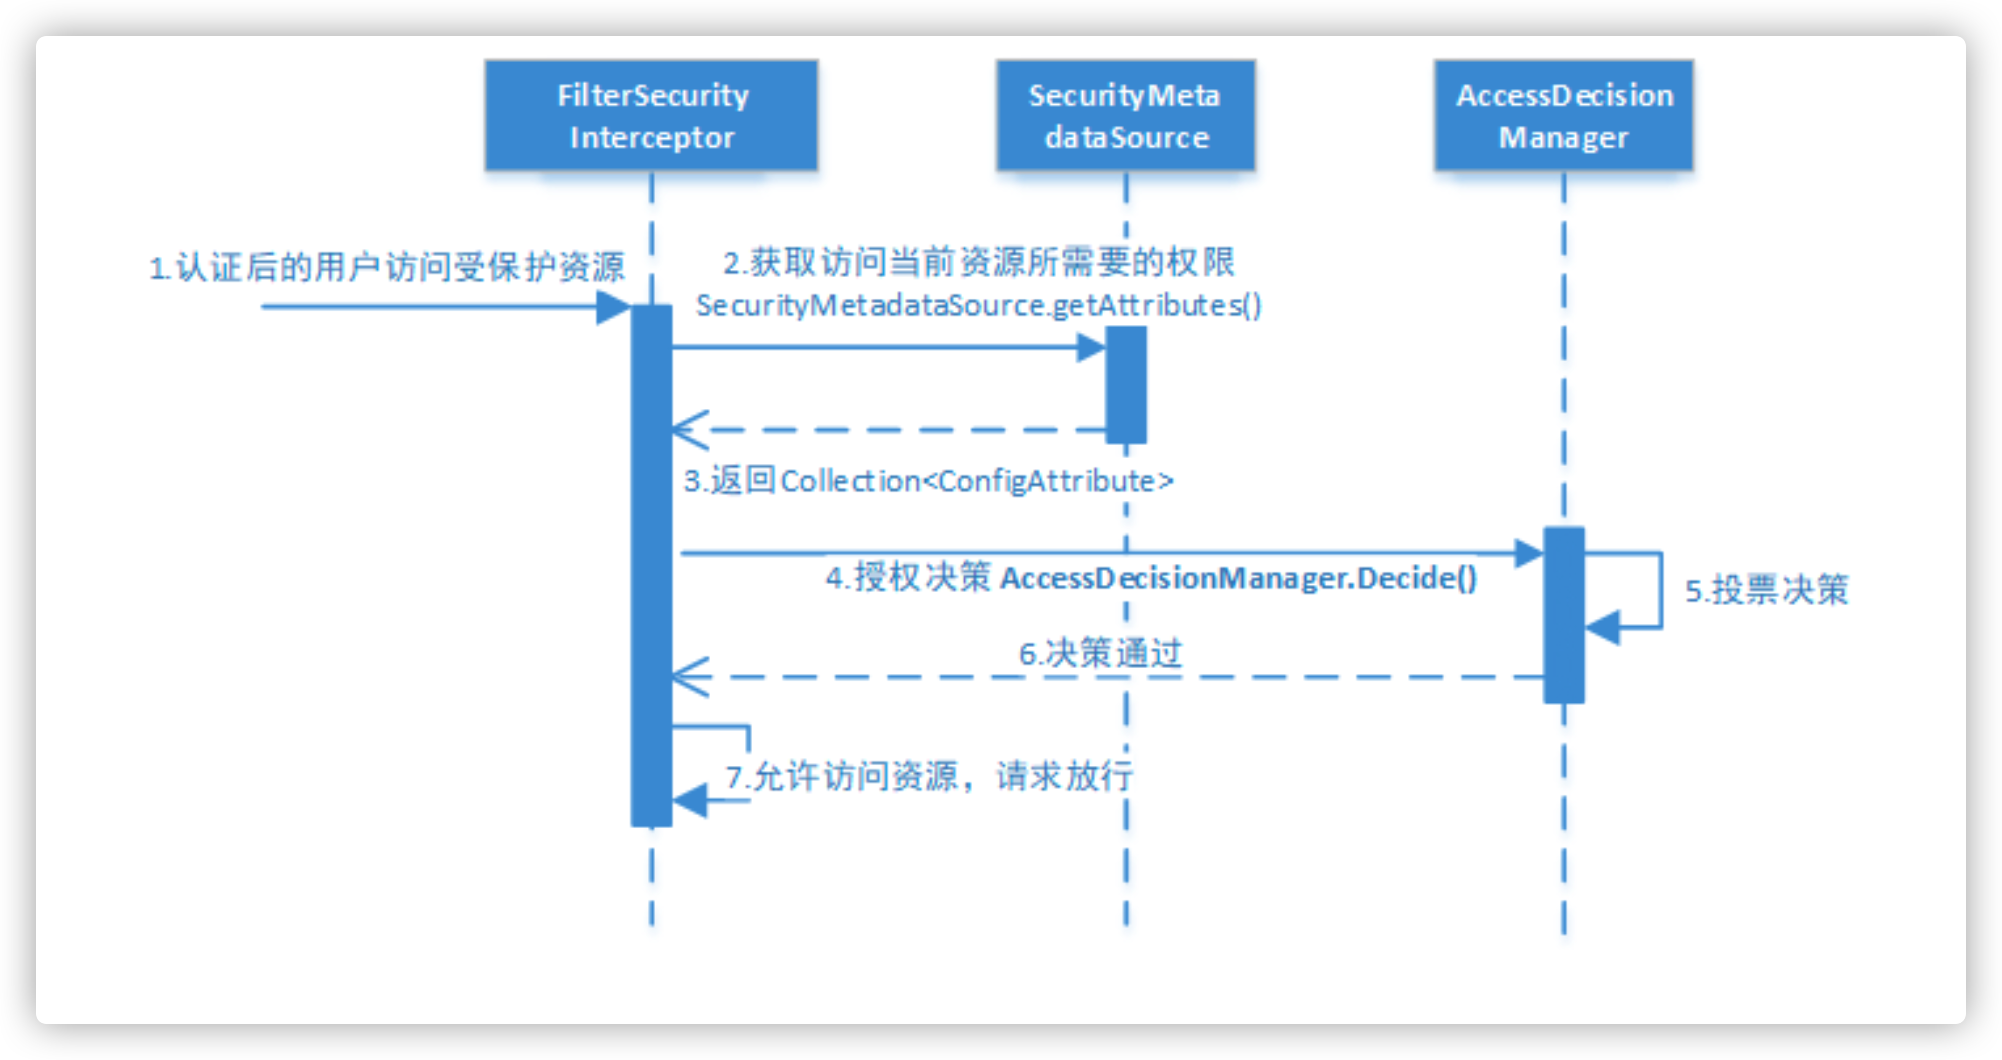 FilterSecurity
Interceptor
SecurityMeta
dataSource
AccessDecision
Manager
1.认证后的用户访问受保护资源
2.获取访问当前资源所需要的权限
SecurityMetadataSource.getAttributes()
3.返回Collection<ConfigAttribute>
4.授权决策 AccessDecisionManager.Decide()
5.投票决策
6.决策通过
7.允许访问资源，请求放行